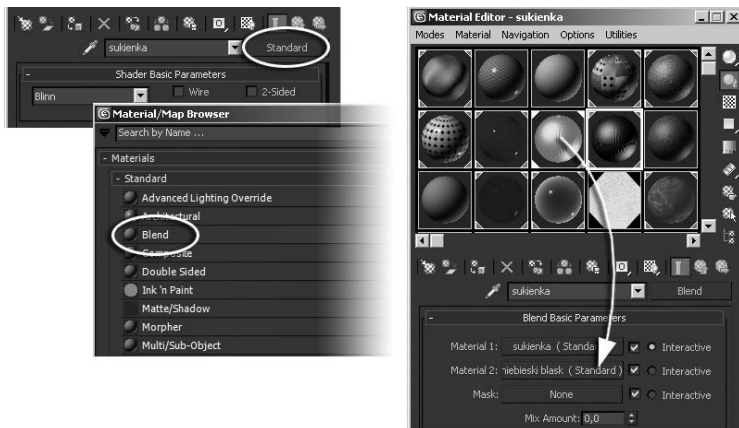 sukienka
Standard
- Shader Basic Parameters
Blinn
Wire
2-Sided
Material/Map Browser
Search by Name ...
- Materials
- Standard
Advanced Lighting Override
Architectural
Blend
Composite
Double Sided
Ink 'n Paint
Matte/Shadow
Morpher
Multi/Sub-Object
Material Editor - sukienka
Modes Material Navigation Options Utilities
sukienka
Blend
- Blend Basic Parameters
Material 1: sukienka ( Standa Interactive
Material 2: niebieski blask ( Standard ) Interactive
Mask: None Interactive
Mix Amount: 0,0